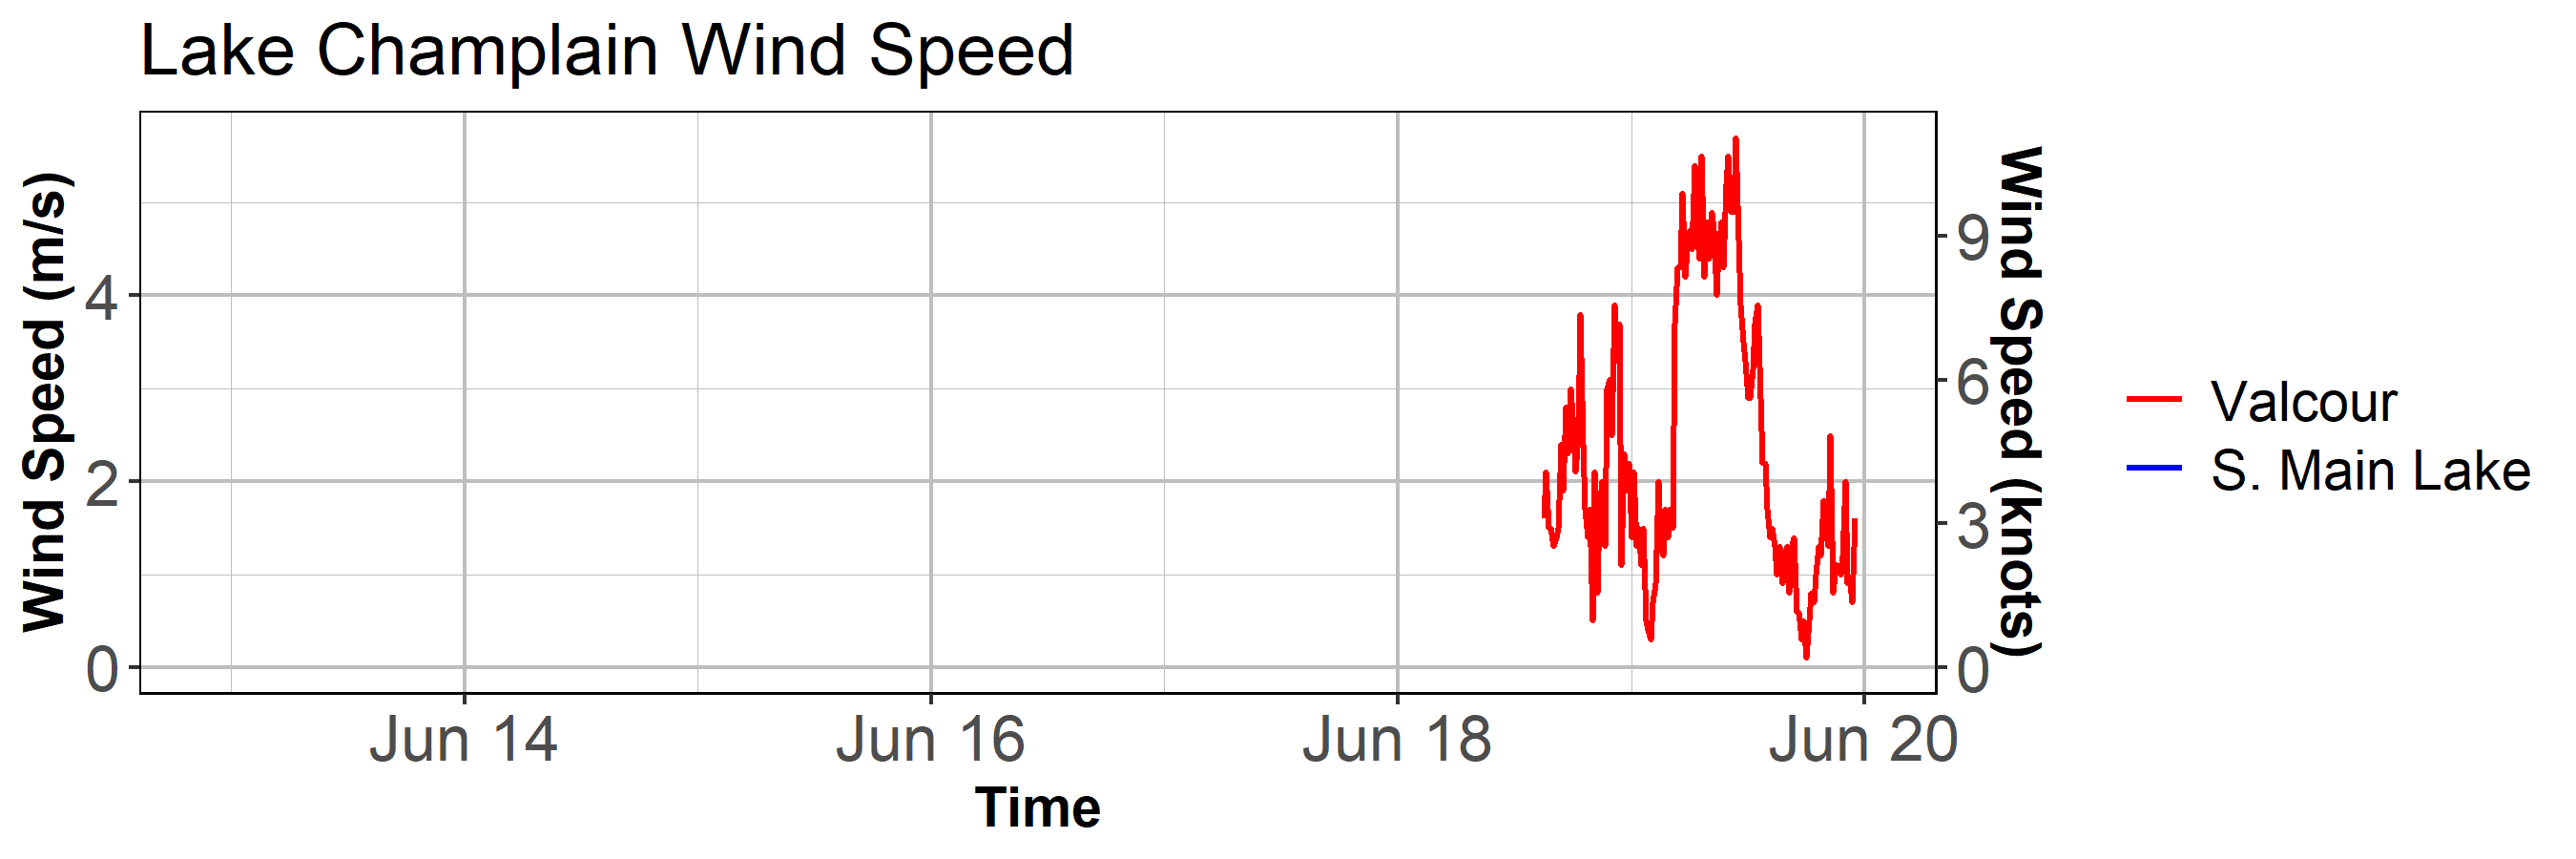 Lake Champlain Wind Speed
Wind Speed (m/s)
4
2
0
9
6
3
0
Wind Speed (knots)
Jun 14
Jun 16
Jun 18
Jun 20
Time
Valcour
S. Main Lake